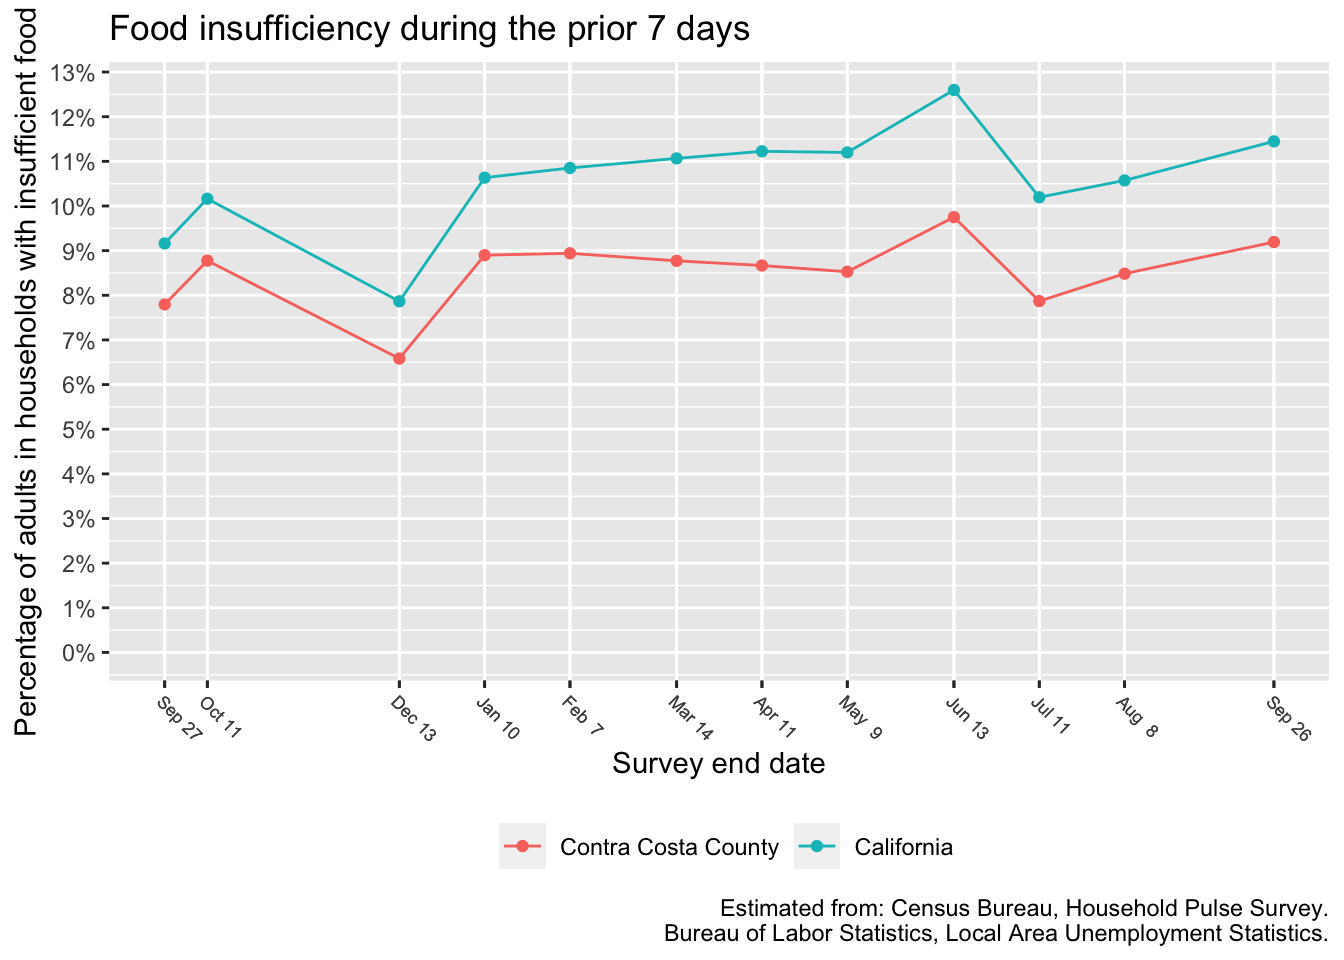 Food insufficiency during the prior 7 days
Percentage of adults in households with insufficient food
13%
12%
11%
10%
9%
8%
7%
6%
5%
4%
3%
2%
1%
0%
Sep 27
Oct 11
Dec 13
Jan 10
Feb 7
Mar 14
Apr 11
May 9
Jun 13
Jul 11
Aug 8
Sep 26
Survey end date
Contra Costa County
California
Estimated from: Census Bureau, Household Pulse Survey.
Bureau of Labor Statistics, Local Area Unemployment Statistics.